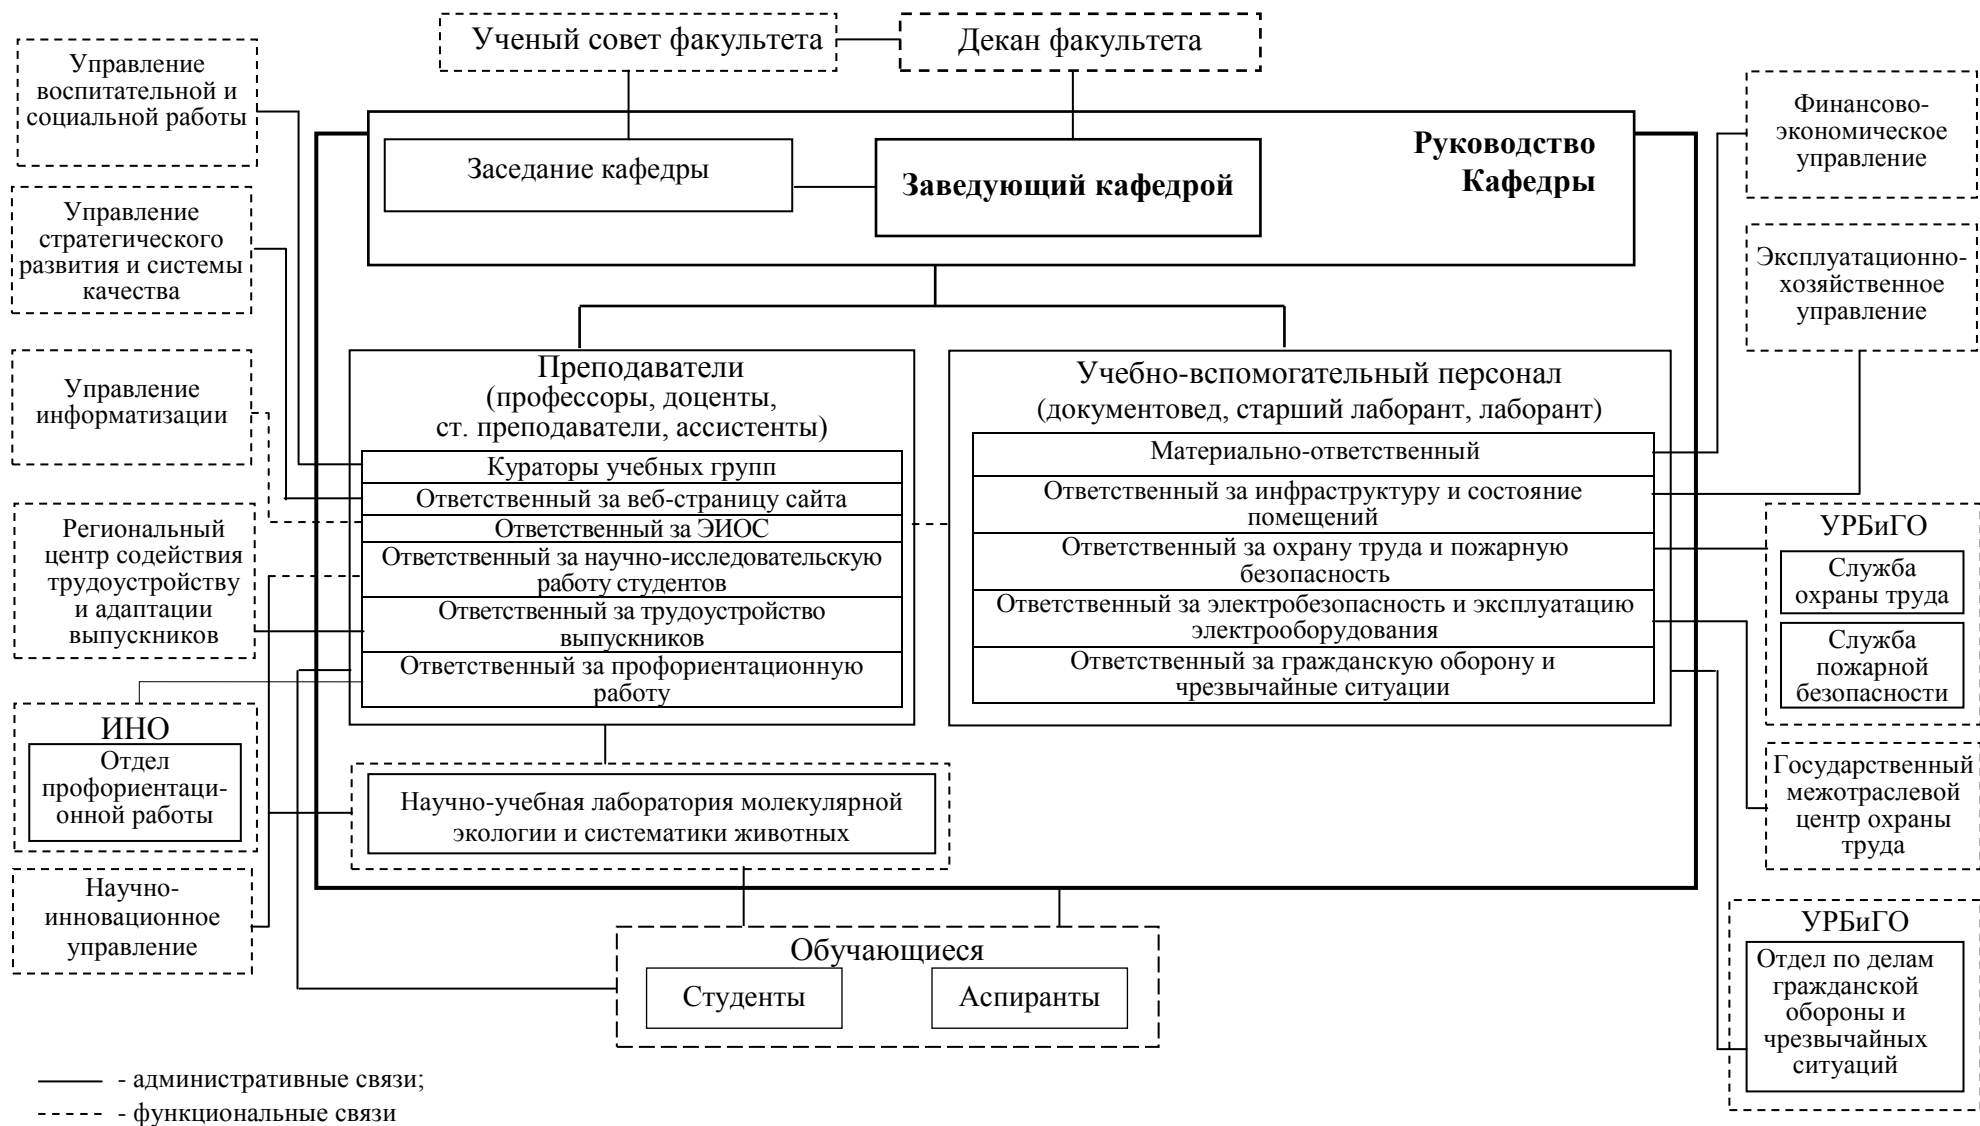 Ученый совет факультета
Декан факультета
Управление
воспитательной и
социальной работы
Финансово-
экономическое
управление
Руководство
Кафедры
Заседание кафедры
Заведующий кафедрой
Управление
стратегического
развития и системы
качества
Эксплуатационно-
хозяйственное
управление
Управление
информатизации
Преподаватели
(профессоры, доценты,
ст. преподаватели, ассистенты)
Кураторы учебных групп
Ответственный за веб-страницу сайта
Ответственный за ЭИОС
Ответственный за научно-исследовательскую
работу студентов
Ответственный за трудоустройство
выпускников
Ответственный за профориентационную
работу
Учебно-вспомогательный персонал
(документовед, старший лаборант, лаборант)
Материально-ответственный
Ответственный за инфраструктуру и состояние
помещений
Ответственный за охрану труда и пожарную
безопасность
Ответственный за электробезопасность и эксплуатацию
электрооборудования
Ответственный за гражданскую оборону и
чрезвычайные ситуации
Региональный
центр содействия
трудоустройству
и адаптации
выпускников
УРБиГО
Служба
охраны труда
Служба
пожарной
безопасности
ИНО
Отдел
профориентаци-
онной работы
Научно-учебная лаборатория молекулярной
экологии и систематики животных
Государственный
межотраслевой
центр охраны
труда
Научно-
инновационное
управление
Обучающиеся
Студенты
Аспиранты
УРБиГО
Отдел по делам
гражданской
обороны и
чрезвычайных
ситуаций
- административные связи;
- функциональные связи